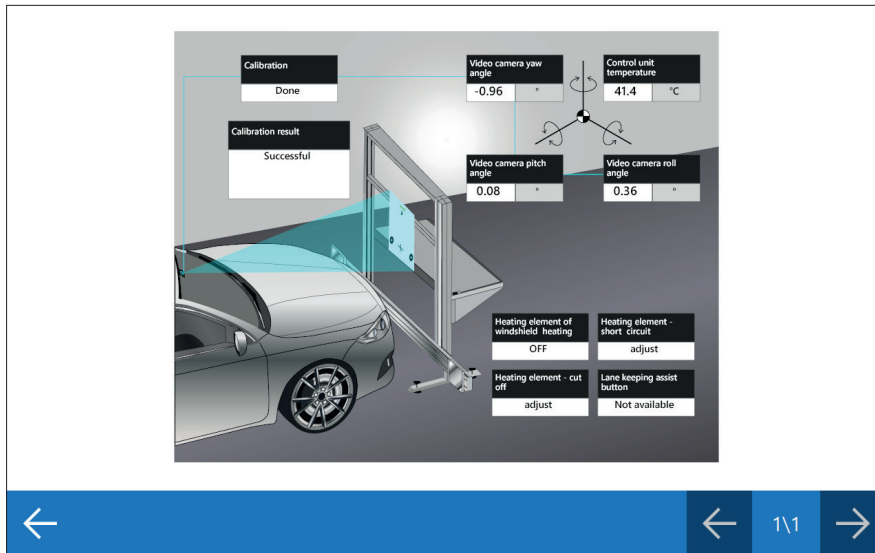 Calibration
Done
Calibration result
Successful
Video camera yaw
angle
-0.96 °
Control unit
temperature
41.4 °C
Video camera pitch
angle
0.08 °
Video camera roll
angle
0.36 °
Heating element of
windshield heating
OFF
Heating element -
short circuit
adjust
Heating element - cut
off
adjust
Lane keeping assist
button
Not available
1\1